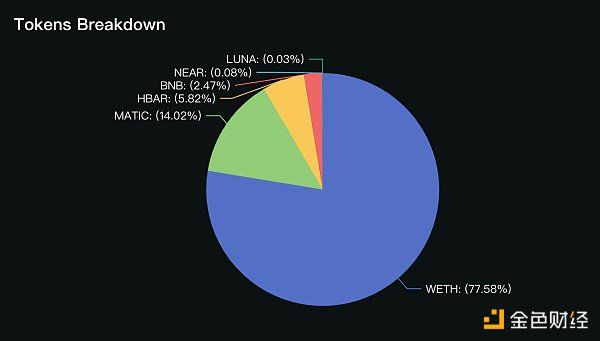 Tokens Breakdown
LUNA: (0.03%)
NEAR: (0.08%)
BNB: (2.47%)
HBAR: (5.82%)
MATIC: (14.02%)
WETH: (77.58%)
金色财经